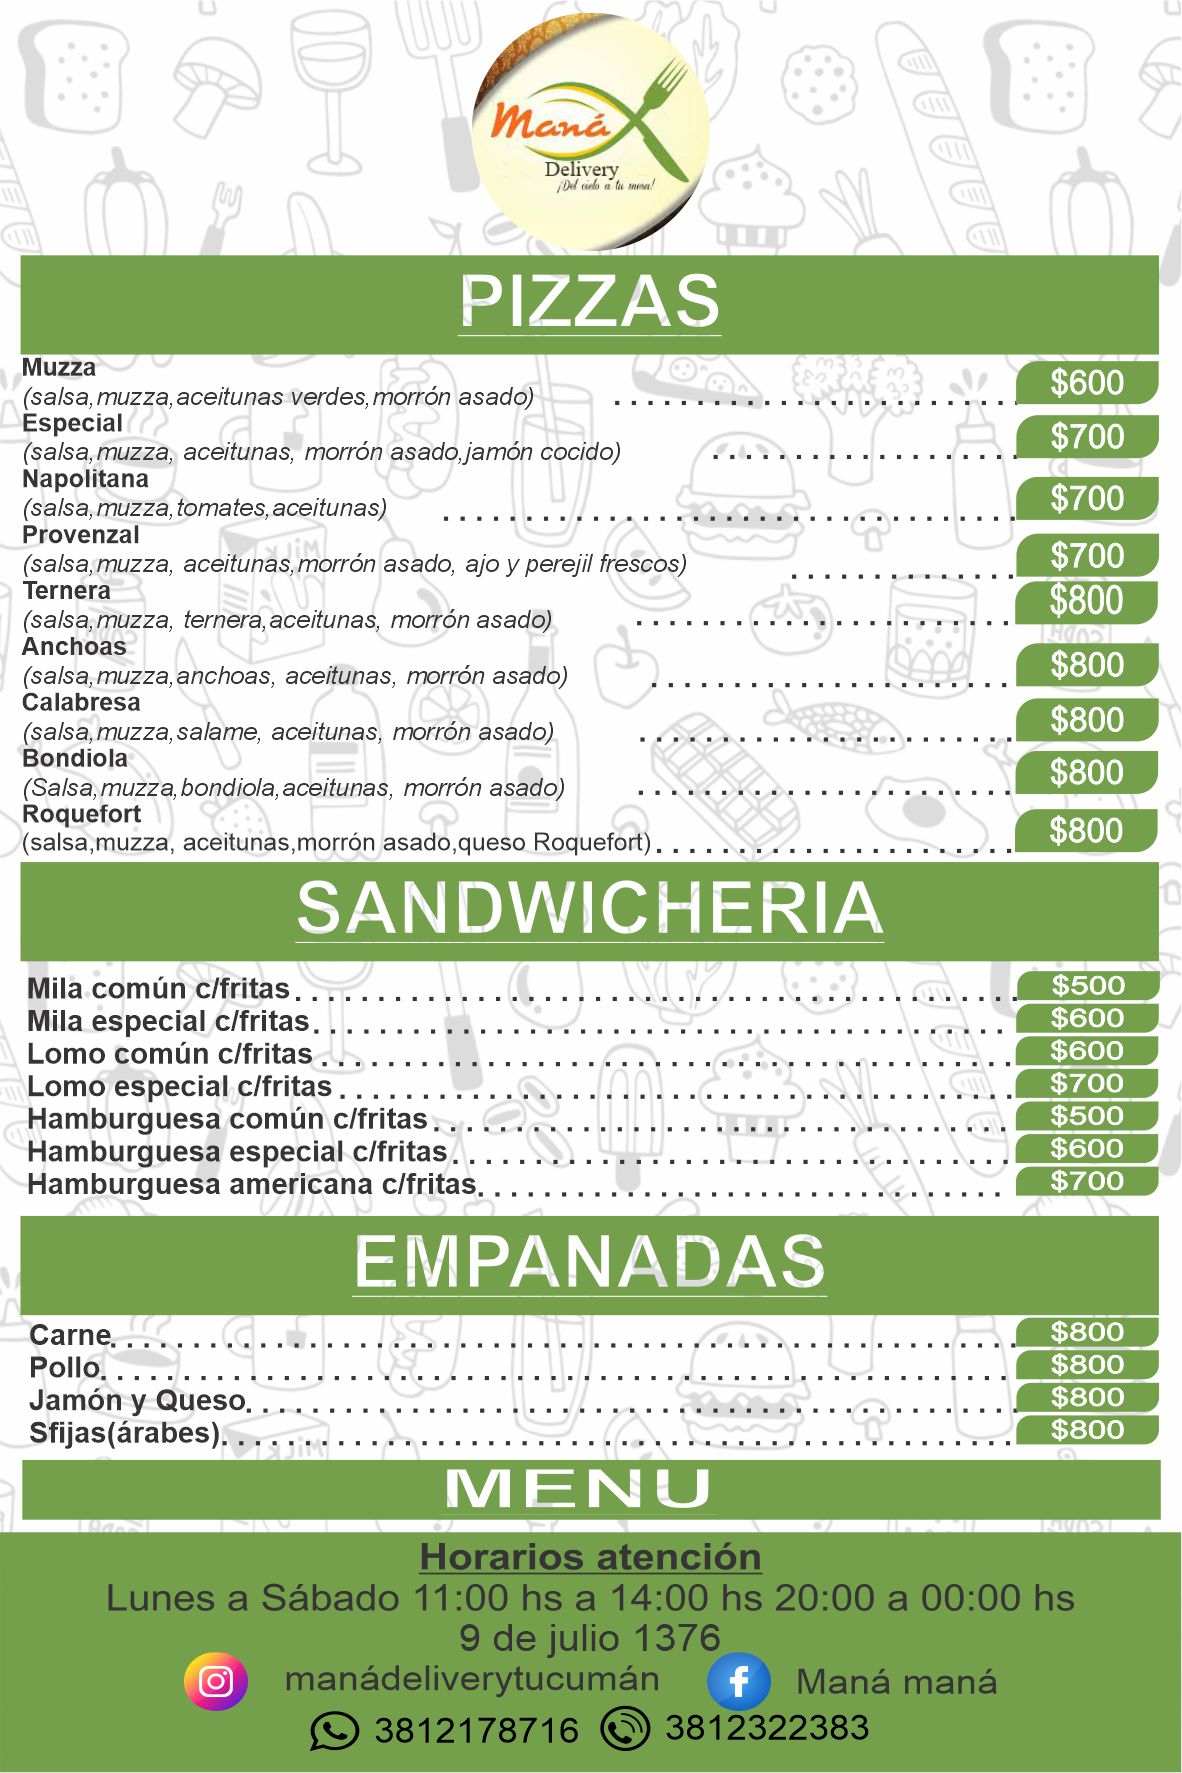 Maná
Delivery
¡Del cielo a tu mesa!
PIZZAS
Muzza
(salsa,muzza,aceitunas verdes,morrón asado) $600
Especial
(salsa,muzza, aceitunas, morrón asado,jamón cocido) $700
Napolitana
(salsa,muzza,tomates,aceitunas) $700
Provenzal
(salsa,muzza, aceitunas,morrón asado, ajo y perejil frescos) $700
Ternera
(salsa,muzza, ternera,aceitunas, morrón asado) $800
Anchoas
(salsa,muzza,anchoas, aceitunas, morrón asado) $800
Calabresa
(salsa,muzza,salame, aceitunas, morrón asado) $800
Bondiola
(Salsa,muzza,bondiola,aceitunas, morrón asado) $800
Roquefort
(salsa,muzza, aceitunas,morrón asado,queso Roquefort) $800
SANDWICHERIA
Mila común c/fritas $500
Mila especial c/fritas $600
Lomo común c/fritas $600
Lomo especial c/fritas $700
Hamburguesa común c/fritas $500
Hamburguesa especial c/fritas $600
Hamburguesa americana c/fritas $700
EMPANADAS
Carne $800
Pollo $800
Jamón y Queso $800
Sfijas(árabes) $800
MENU
Horarios atención
Lunes a Sábado 11:00 hs a 14:00 hs 20:00 a 00:00 hs
9 de julio 1376
manádeliverytucumán Maná maná
3812178716 3812322383